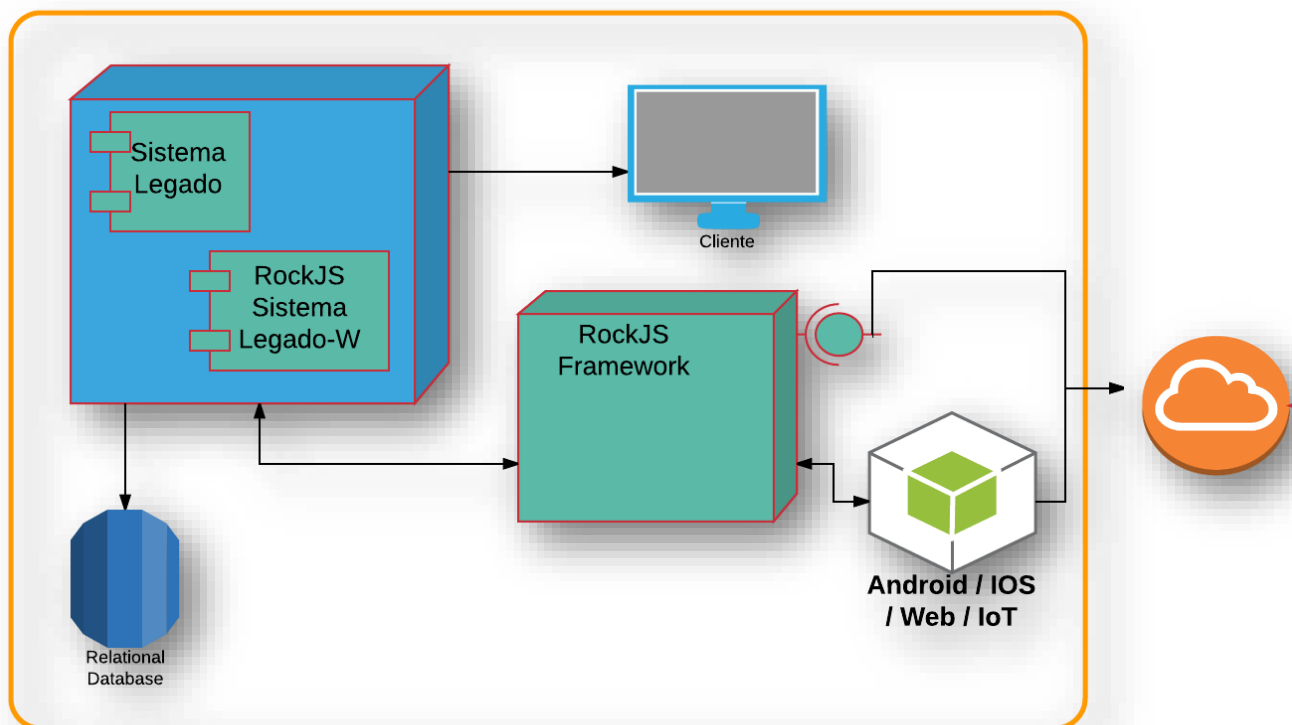 Sistema
Legado
RockJS
Sistema
Legado-W
Cliente
RockJS
Framework
Android / IOS
/ Web / IoT
Relational
Database